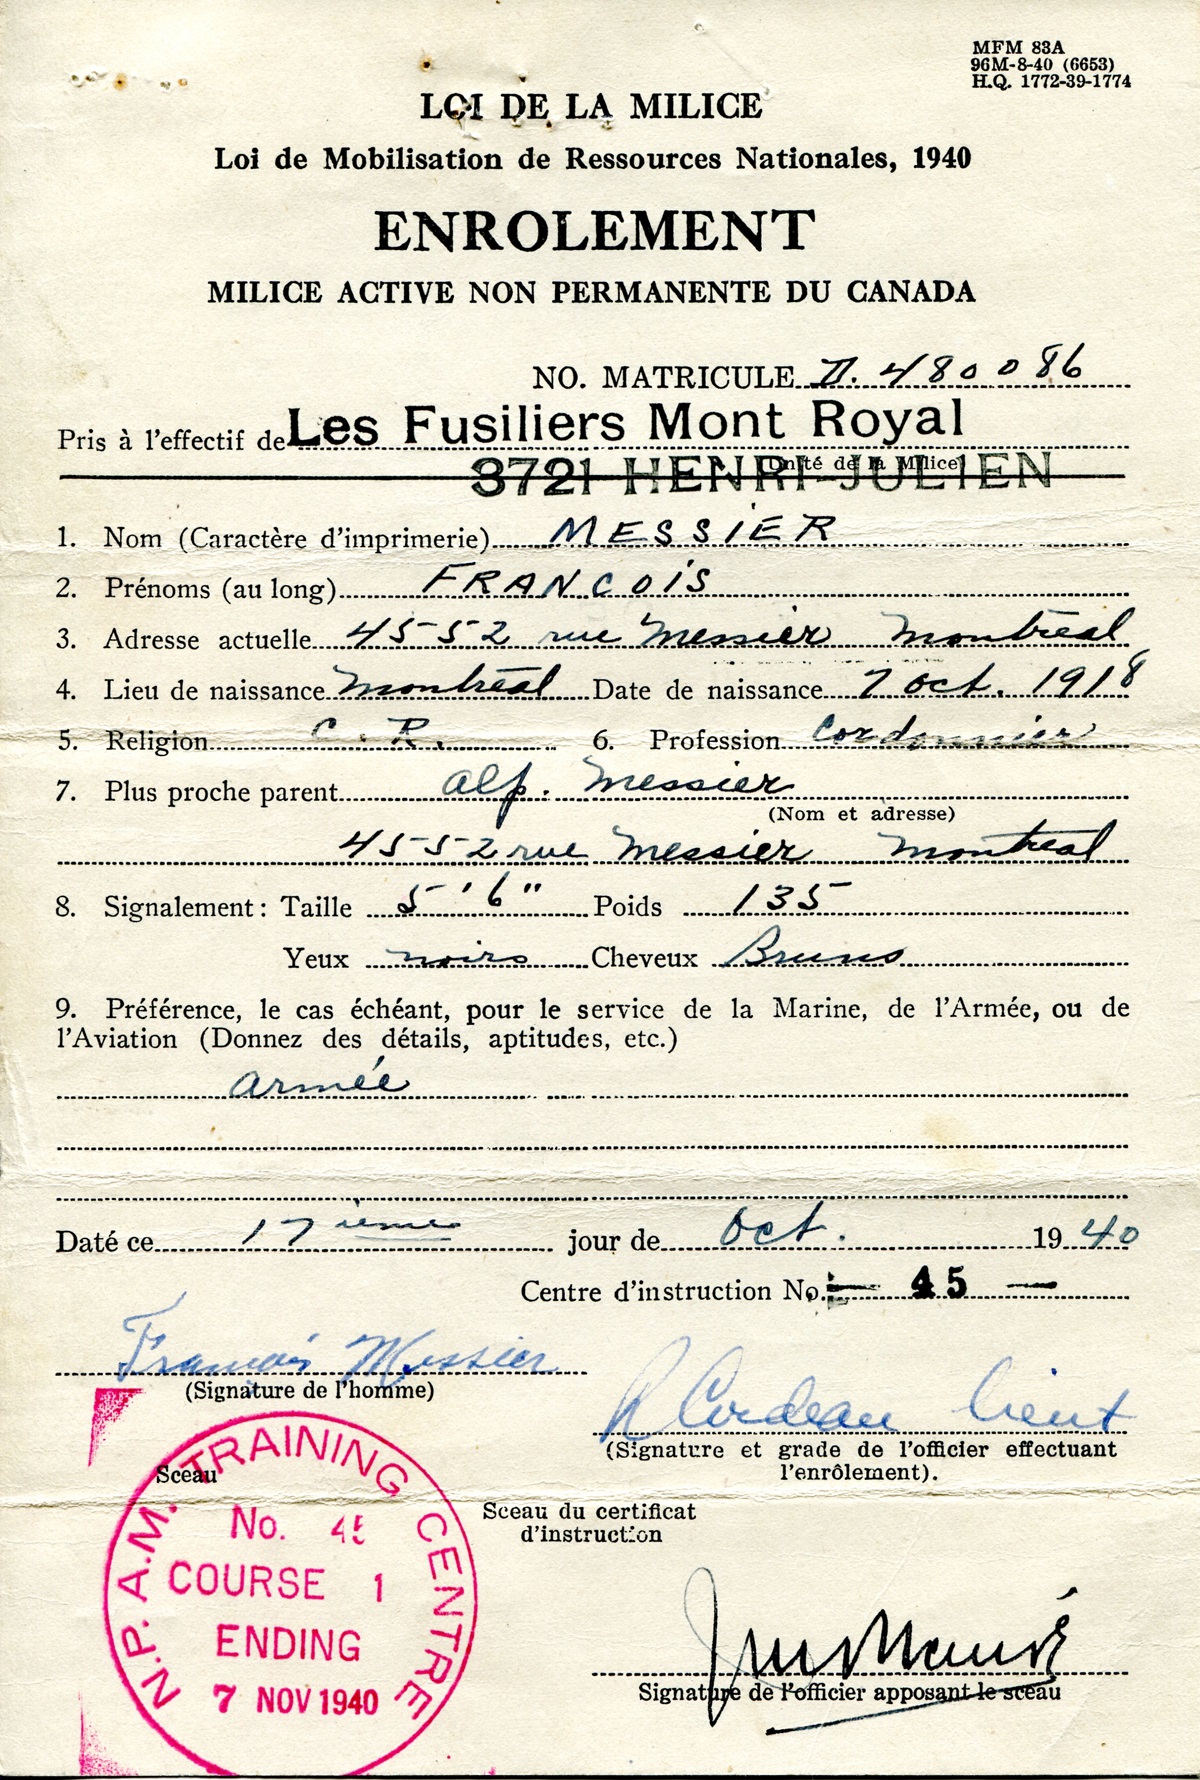 MFM 83A
96M-8-40 (6653)
H.Q. 1772-39-1774
LOI DE LA MILICE
Loi de Mobilisation de Ressources Nationales, 1940
ENROLEMENT
MILICE ACTIVE NON PERMANENTE DU CANADA
NO. MATRICULE D. 480086
Pris à l'effectif de Les Fusiliers Mont Royal
(Unité de la Milice)
3721 HENRI-JULIEN
1. Nom (Caractère d'imprimerie) MESSIER
2. Prénoms (au long) FRANCOIS
3. Adresse actuelle 4552 rue Messier Montréal
4. Lieu de naissance Montréal Date de naissance 7 oct. 1918
5. Religion C. R. 6. Profession Cordonnier
7. Plus proche parent Alp. Messier
(Nom et adresse)
4552 rue Messier Montreal
8. Signalement: Taille 5'6" Poids 135
Yeux noirs Cheveux Bruns
9. Préférence, le cas échéant, pour le service de la Marine, de l'Armée, ou de
l'Aviation (Donnez des détails, aptitudes, etc.)
armée
Daté ce 17ième jour de Oct. 1940
Centre d'instruction No. — 45 —
François Messier
(Signature de l'homme)
R Cordeau Lieut
(Signature et grade de l'officier effectuant
l'enrôlement).
Sceau
N.P.A.M. TRAINING CENTRE
No. 45
COURSE 1
ENDING
7 NOV 1940
Sceau du certificat
d'instruction
Signature de l'officier apposant le sceau